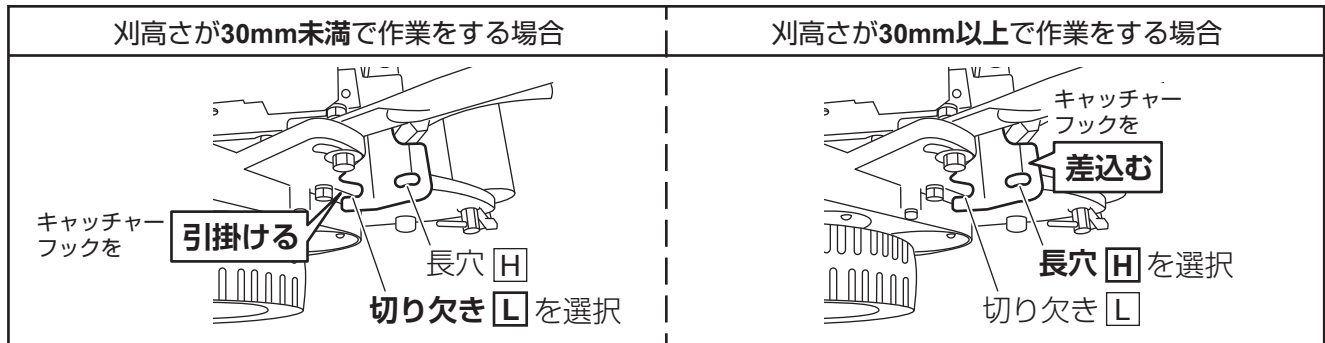 刈高さが30mm未満で作業をする場合
キャッチャー
フックを
引掛ける
長穴 H
切り欠き L を選択
刈高さが30mm以上で作業をする場合
キャッチャー
フックを
差込む
長穴 H を選択
切り欠き L